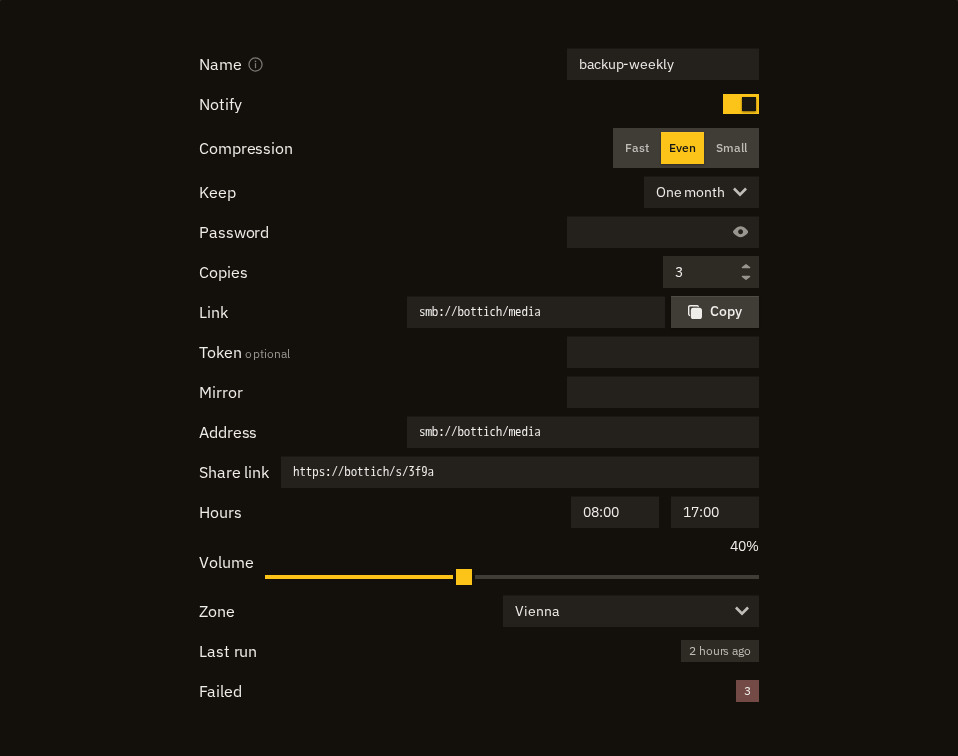 Name backup-weekly
Notify
Compression Fast Even Small
Keep One month
Password
Copies 3
Link smb://bottich/media Copy
Token optional
Mirror
Address smb://bottich/media
Share link https://bottich/s/3f9a
Hours 08:00 17:00
40%
Volume
Zone Vienna
Last run 2 hours ago
Failed 3